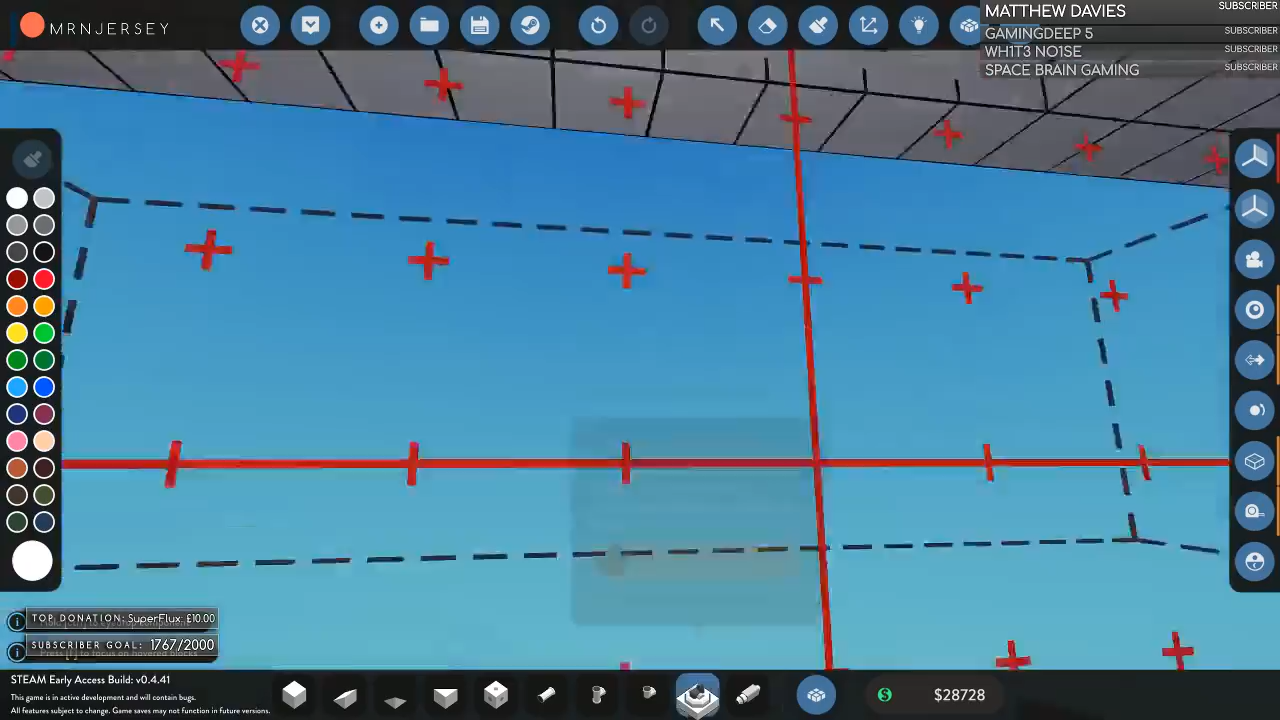 MRNJERSEY
MATTHEW DAVIES SUBSCRIBER
GAMINGDEEP 5 SUBSCRIBER
WH1T3 NO1SE SUBSCRIBER
SPACE BRAIN GAMING SUBSCRIBER
TOP DONATION: SuperFlux: £10.00
SUBSCRIBER GOAL: 1767/2000
STEAM Early Access Build: v0.4.41
This game is in active development and will contain bugs.
All features subject to change. Game saves may not function in future versions.
$ $28728